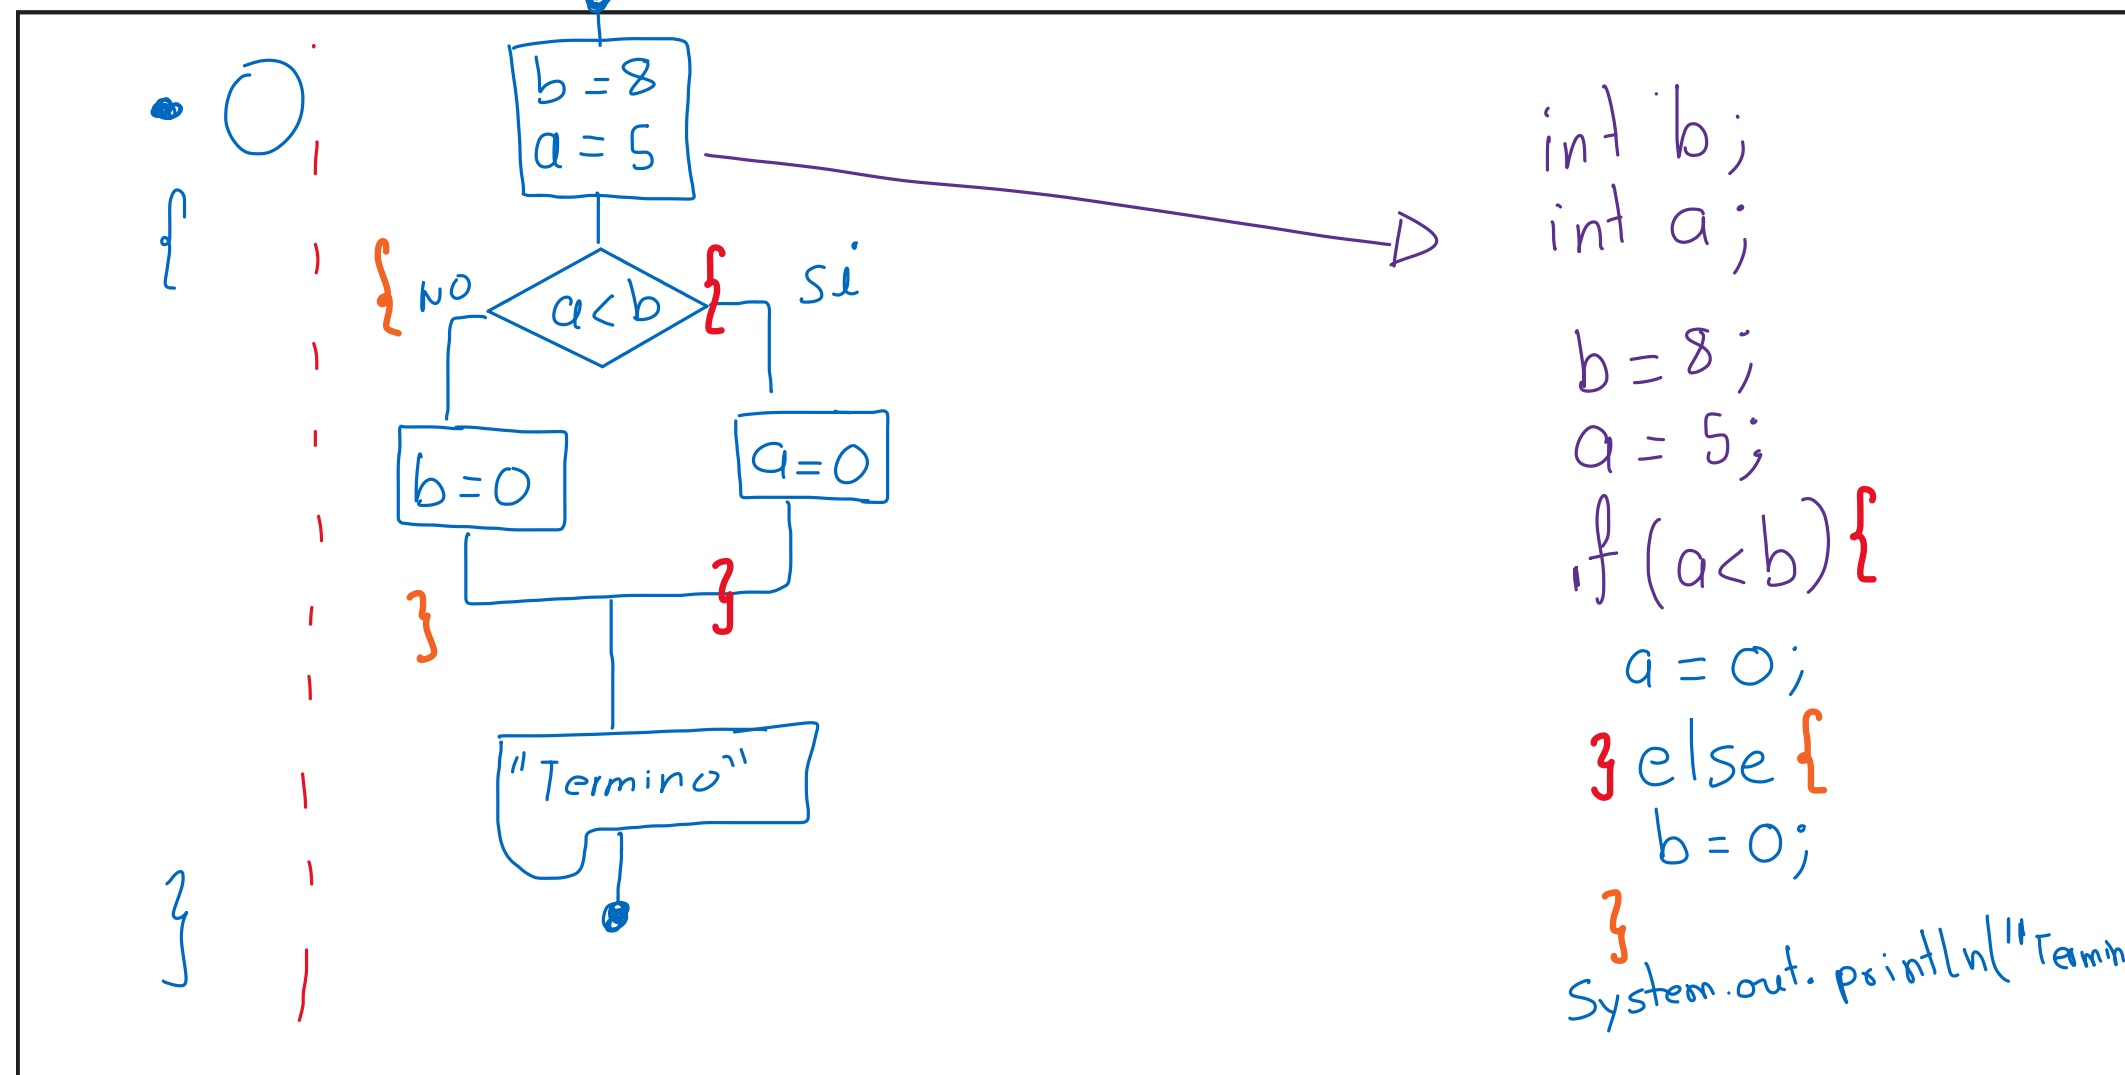 b = 8
a = 5
{
{ NO
a<b
{ si
b=0
a=0
}
}
"Termino"
}
int b;
int a;
b = 8;
a = 5;
if (a<b) {
a = 0;
} else {
b = 0;
}
System.out.println("Termin